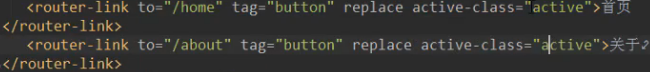 <router-link to="/home" tag="button" replace active-class="active">首页
</router-link>
<router-link to="/about" tag="button" replace active-class="active">关于
</router-link>